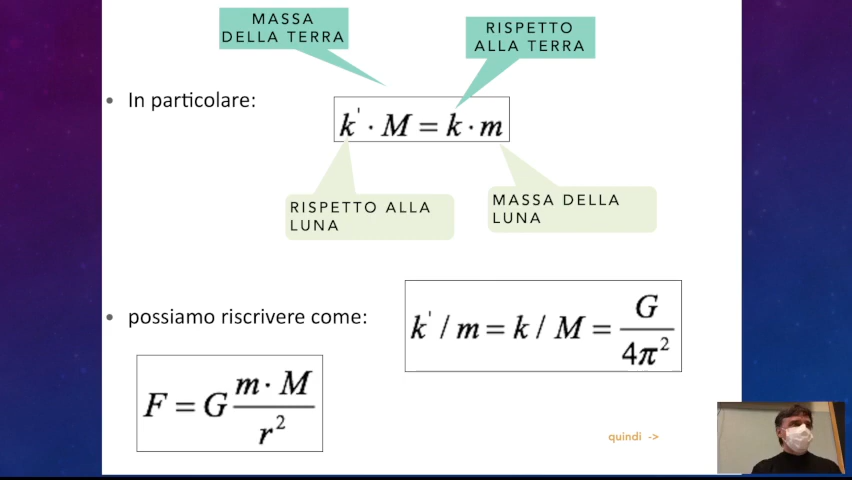 MASSA
DELLA TERRA
RISPETTO
ALLA TERRA
• In particolare:
k' · M = k · m
RISPETTO ALLA
LUNA
MASSA DELLA
LUNA
• possiamo riscrivere come:
k' / m = k / M = G / 4π²
F = G m · M / r²
quindi ->